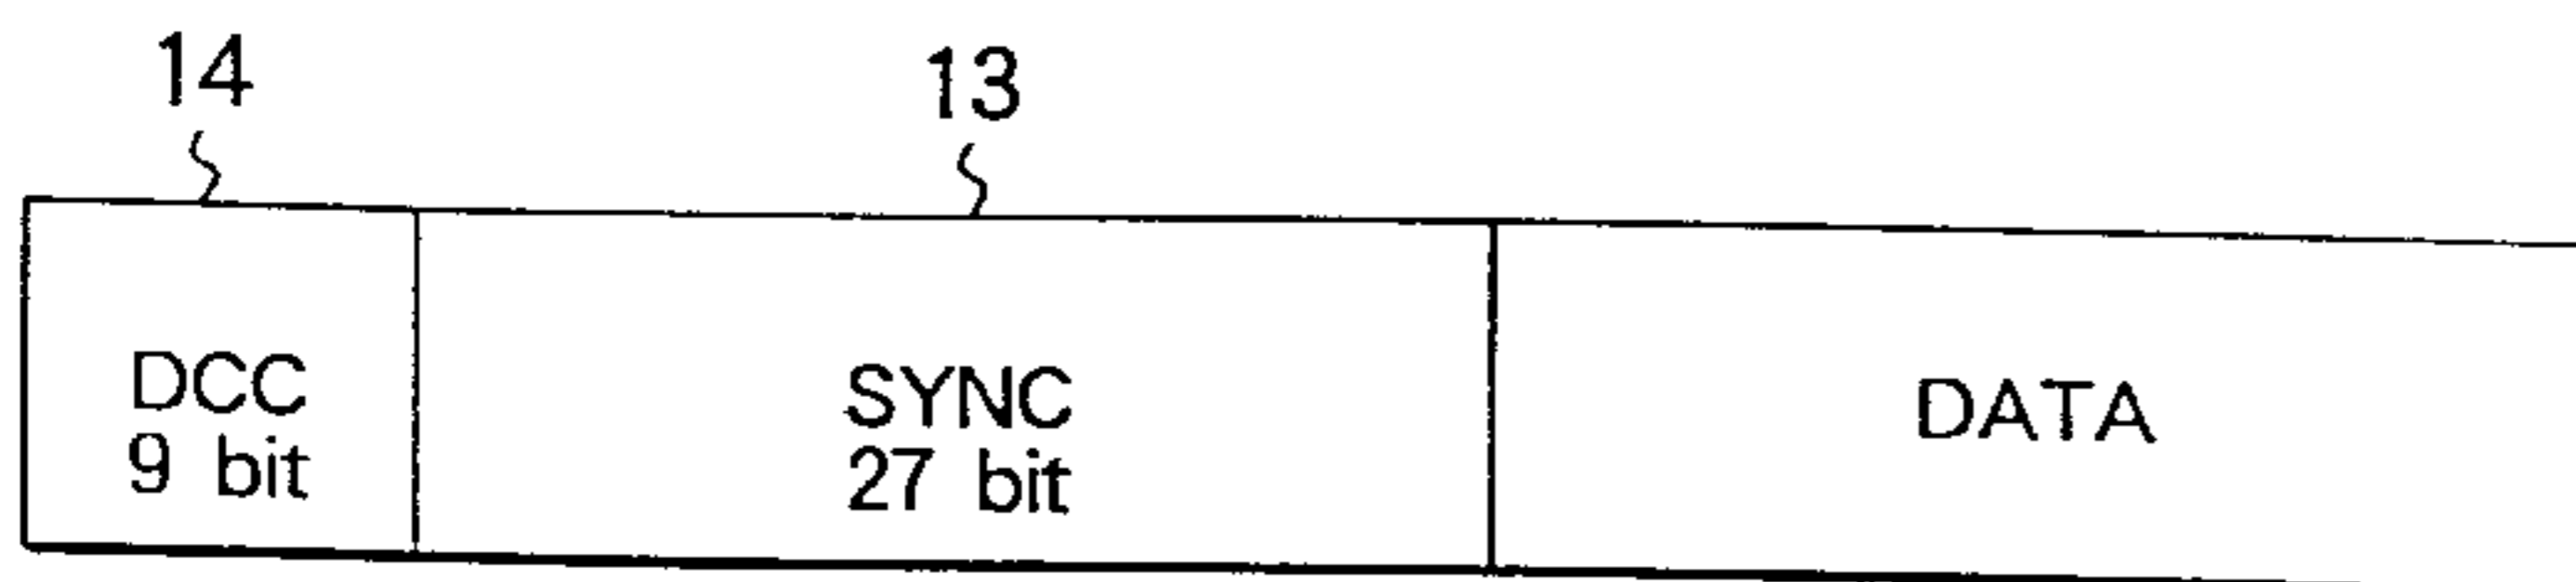 14
13
DCC
9 bit
SYNC
27 bit
DATA